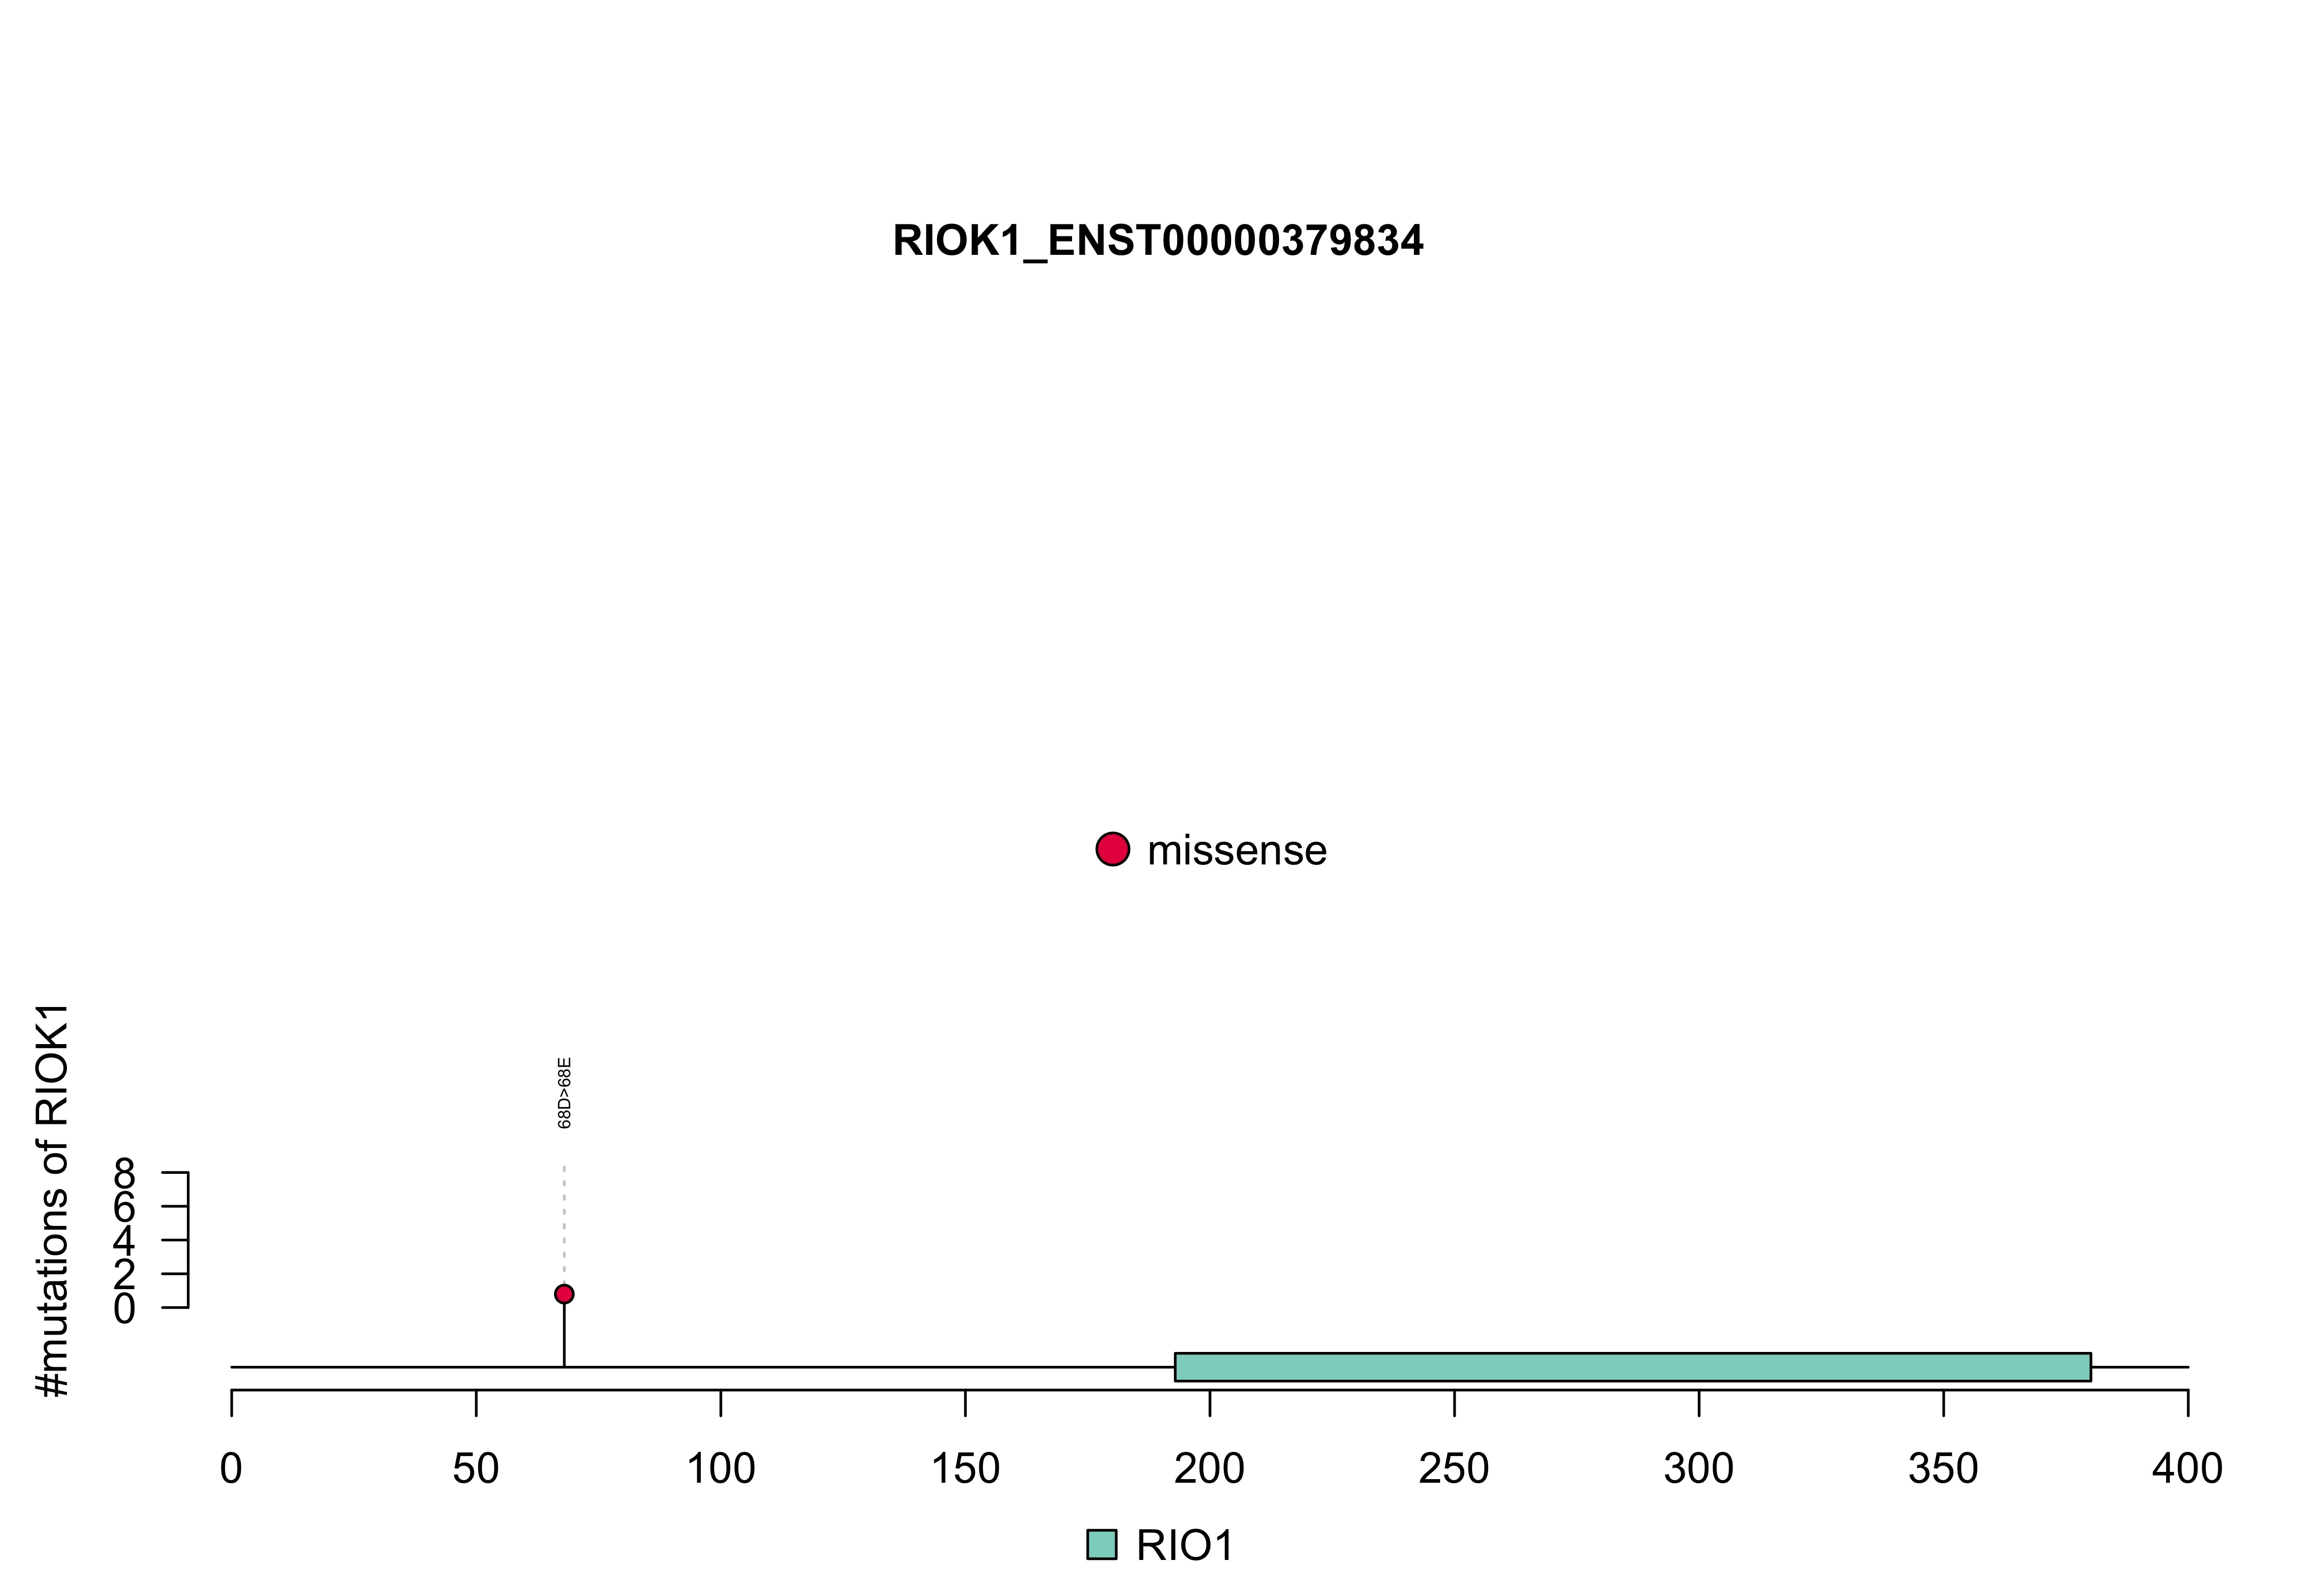 RIOK1_ENST00000379834
missense
#mutations of RIOK1
68D>68E
8
6
4
2
0
0 50 100 150 200 250 300 350 400
RIO1